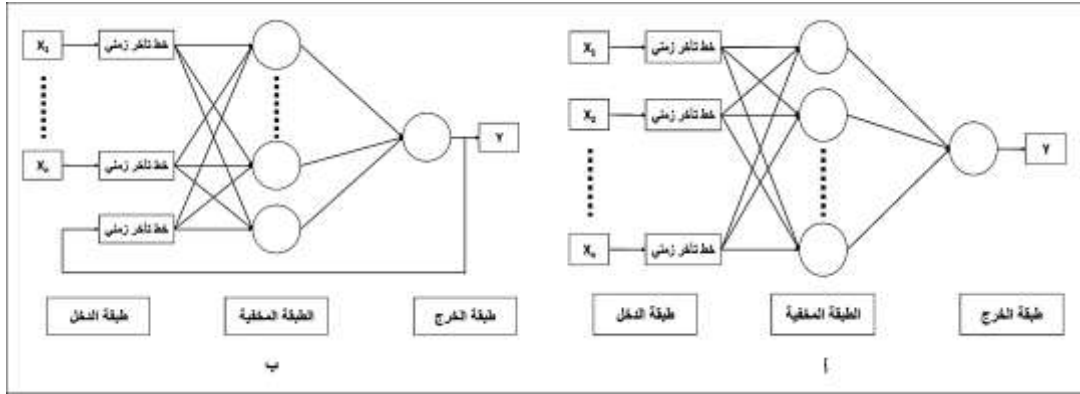 X₁
خط تأخر زمني
X₂
خط تأخر زمني
Xₙ
خط تأخر زمني
Y
طبقة الدخل
الطبقة المخفية
طبقة الخرج
أ
X₁
خط تأخر زمني
Xₙ
خط تأخر زمني
خط تأخر زمني
Y
طبقة الدخل
الطبقة المخفية
طبقة الخرج
ب